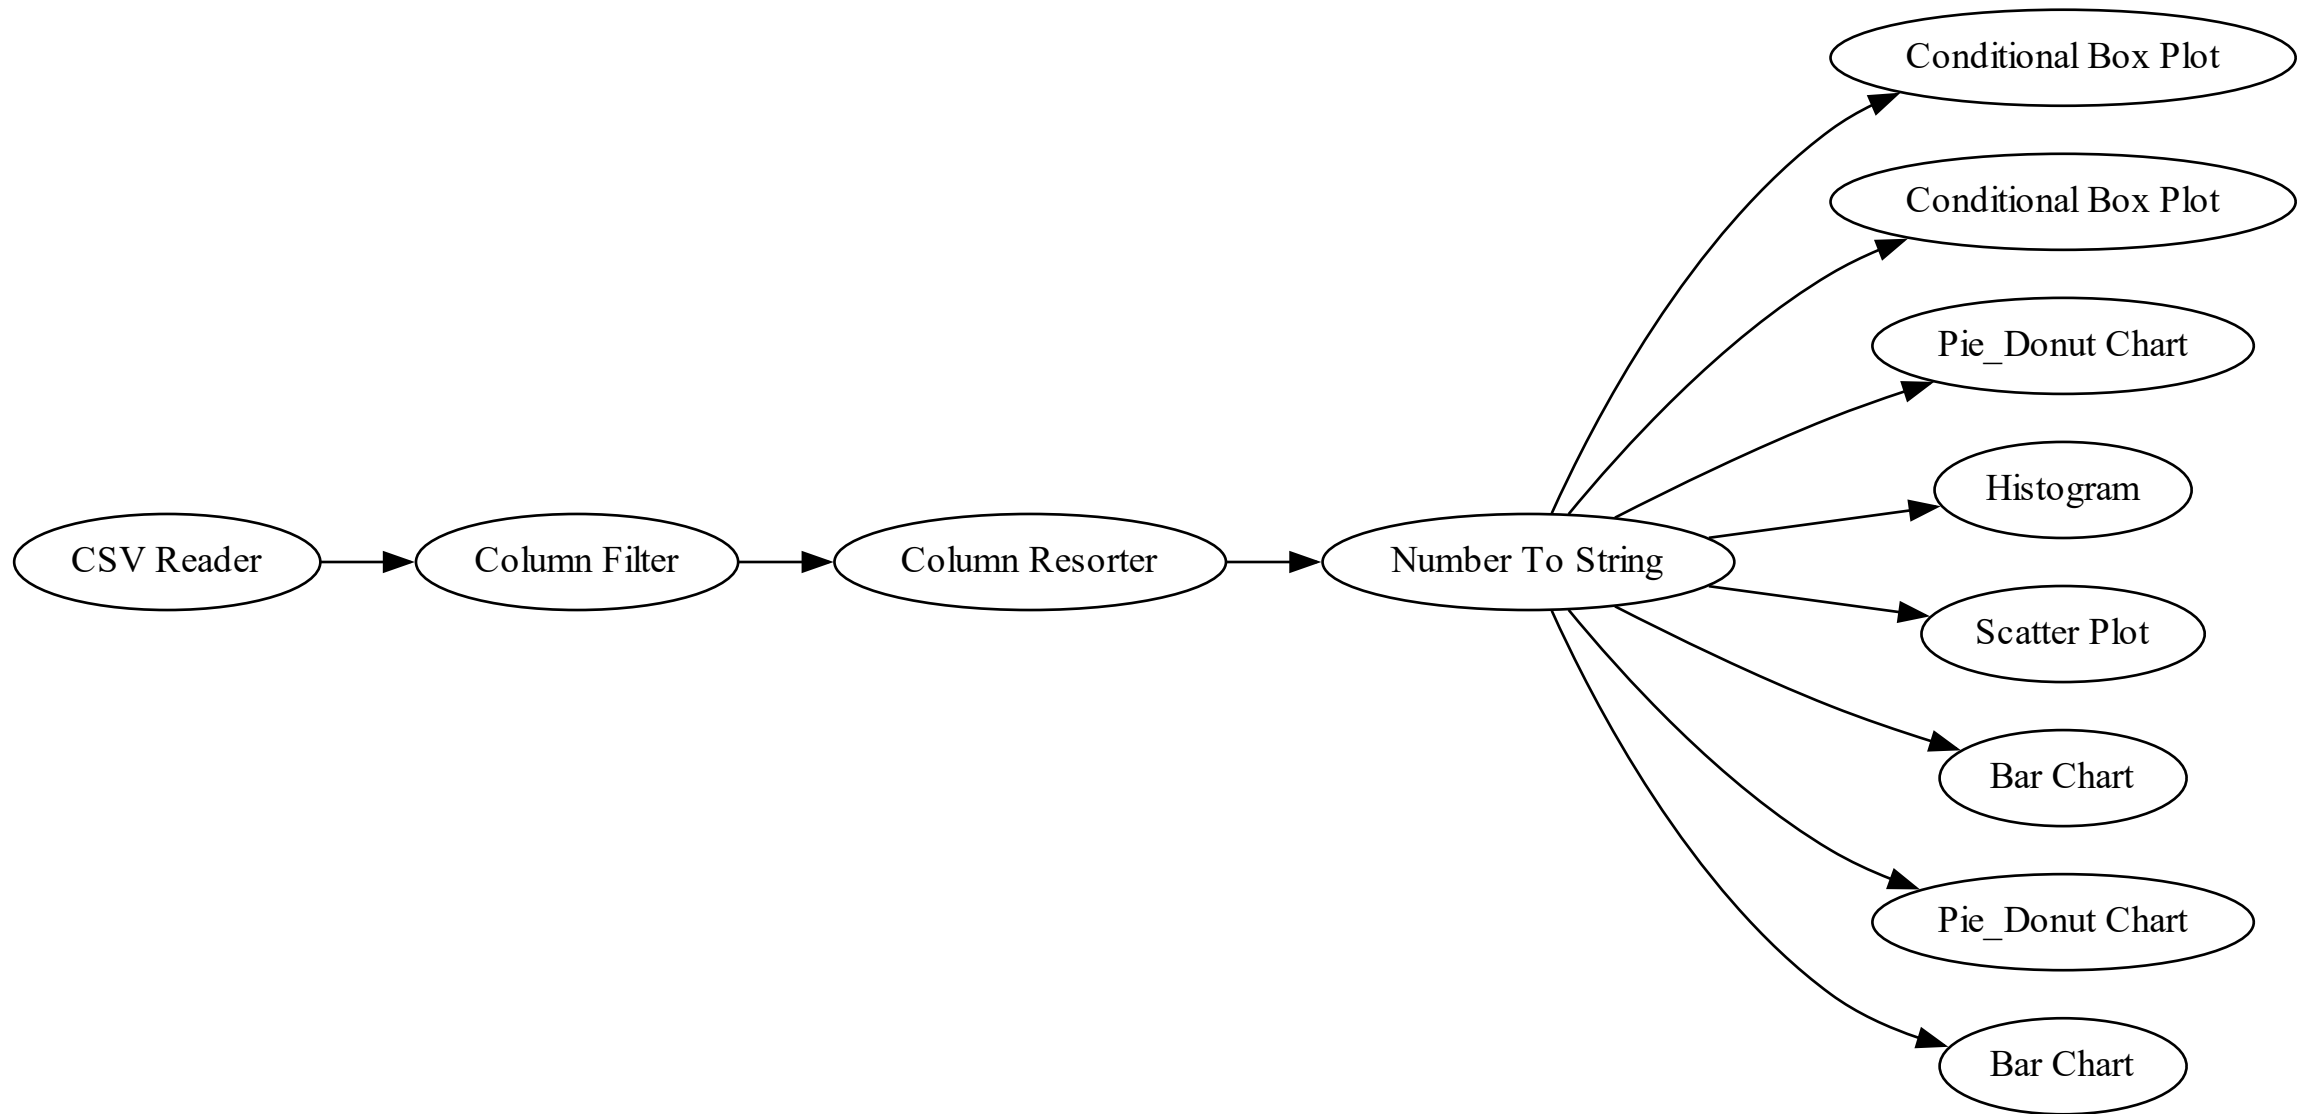 Conditional Box Plot
Conditional Box Plot
Pie_Donut Chart
Histogram
CSV Reader
Column Filter
Column Resorter
Number To String
Scatter Plot
Bar Chart
Pie_Donut Chart
Bar Chart